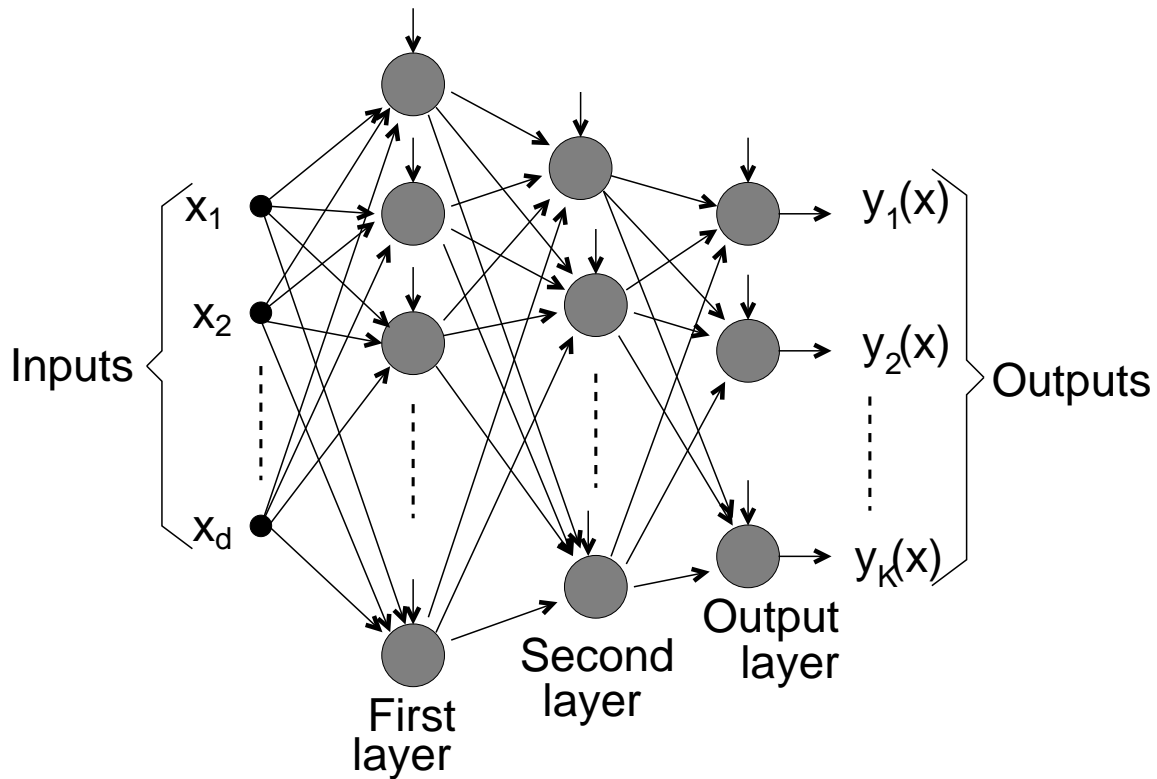 Inputs
x1
x2
xd
First
layer
Second
layer
Output
layer
y1(x)
y2(x)
yK(x)
Outputs